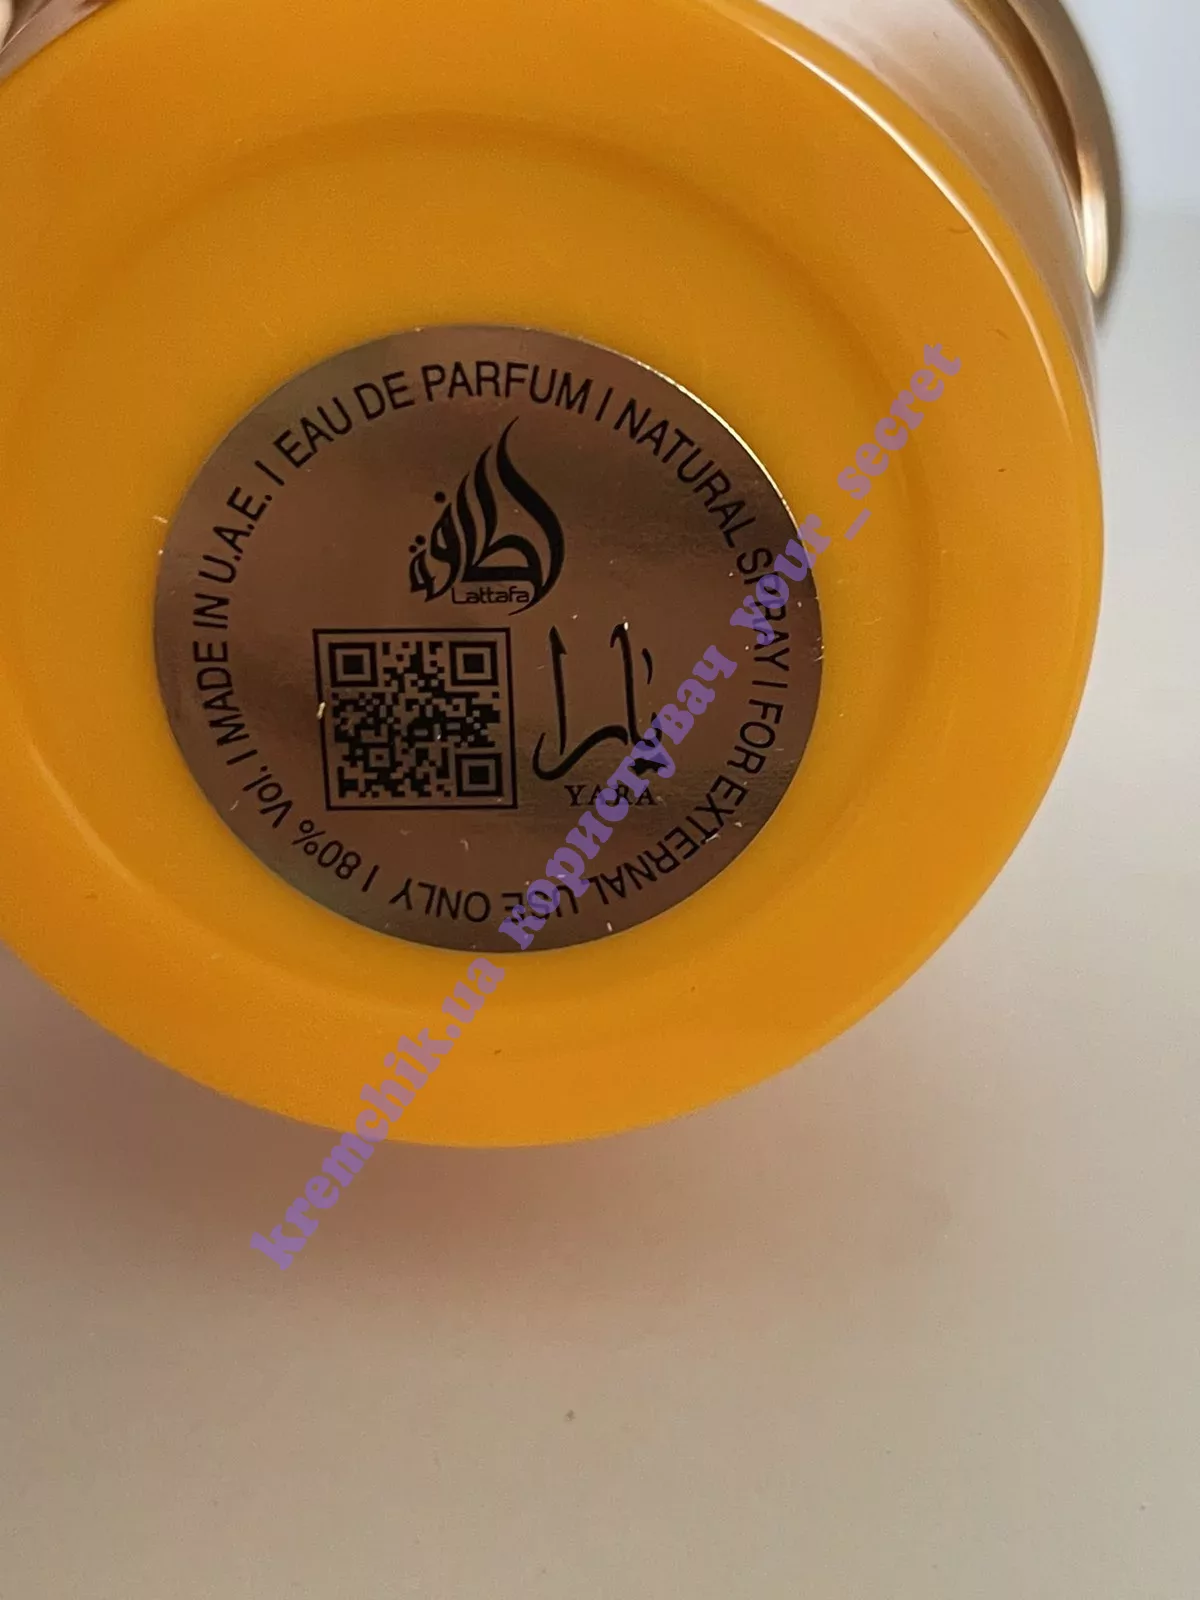 EAU DE PARFUM | NATURAL SPRAY | FOR EXTERNAL USE ONLY | 80% Vol. | MADE IN U.A.E. |
لطافة
Lattafa
يارا
YARA
kremchik.ua користувач your_secret